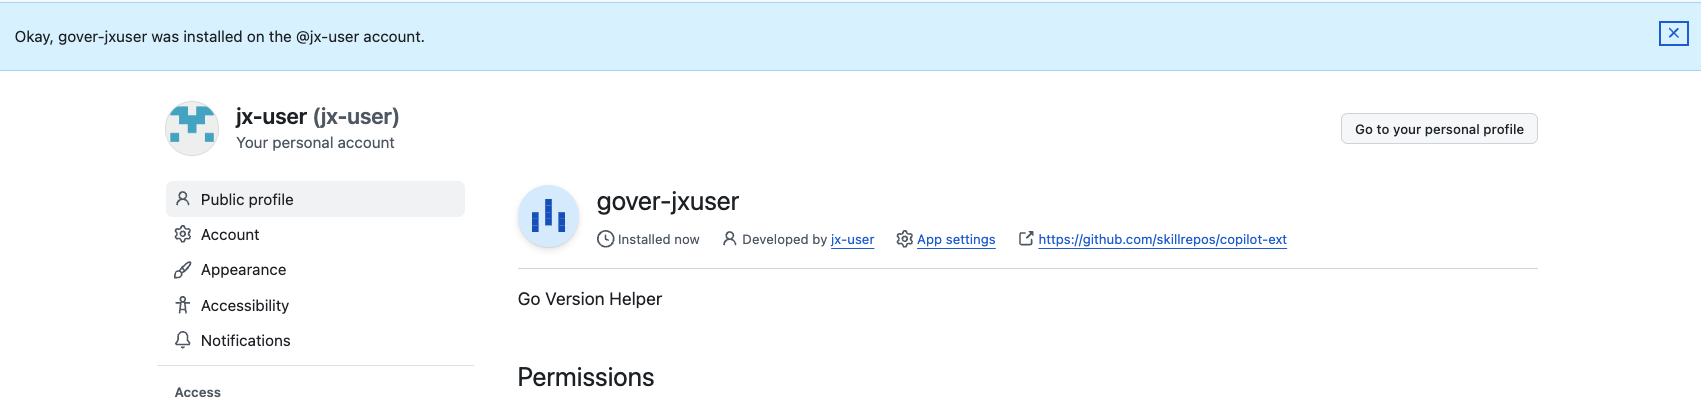 Okay, gover-jxuser was installed on the @jx-user account.
jx-user (jx-user)
Your personal account
Go to your personal profile
Public profile
Account
Appearance
Accessibility
Notifications
Access
gover-jxuser
Installed now Developed by jx-user App settings https://github.com/skillrepos/copilot-ext
Go Version Helper
Permissions